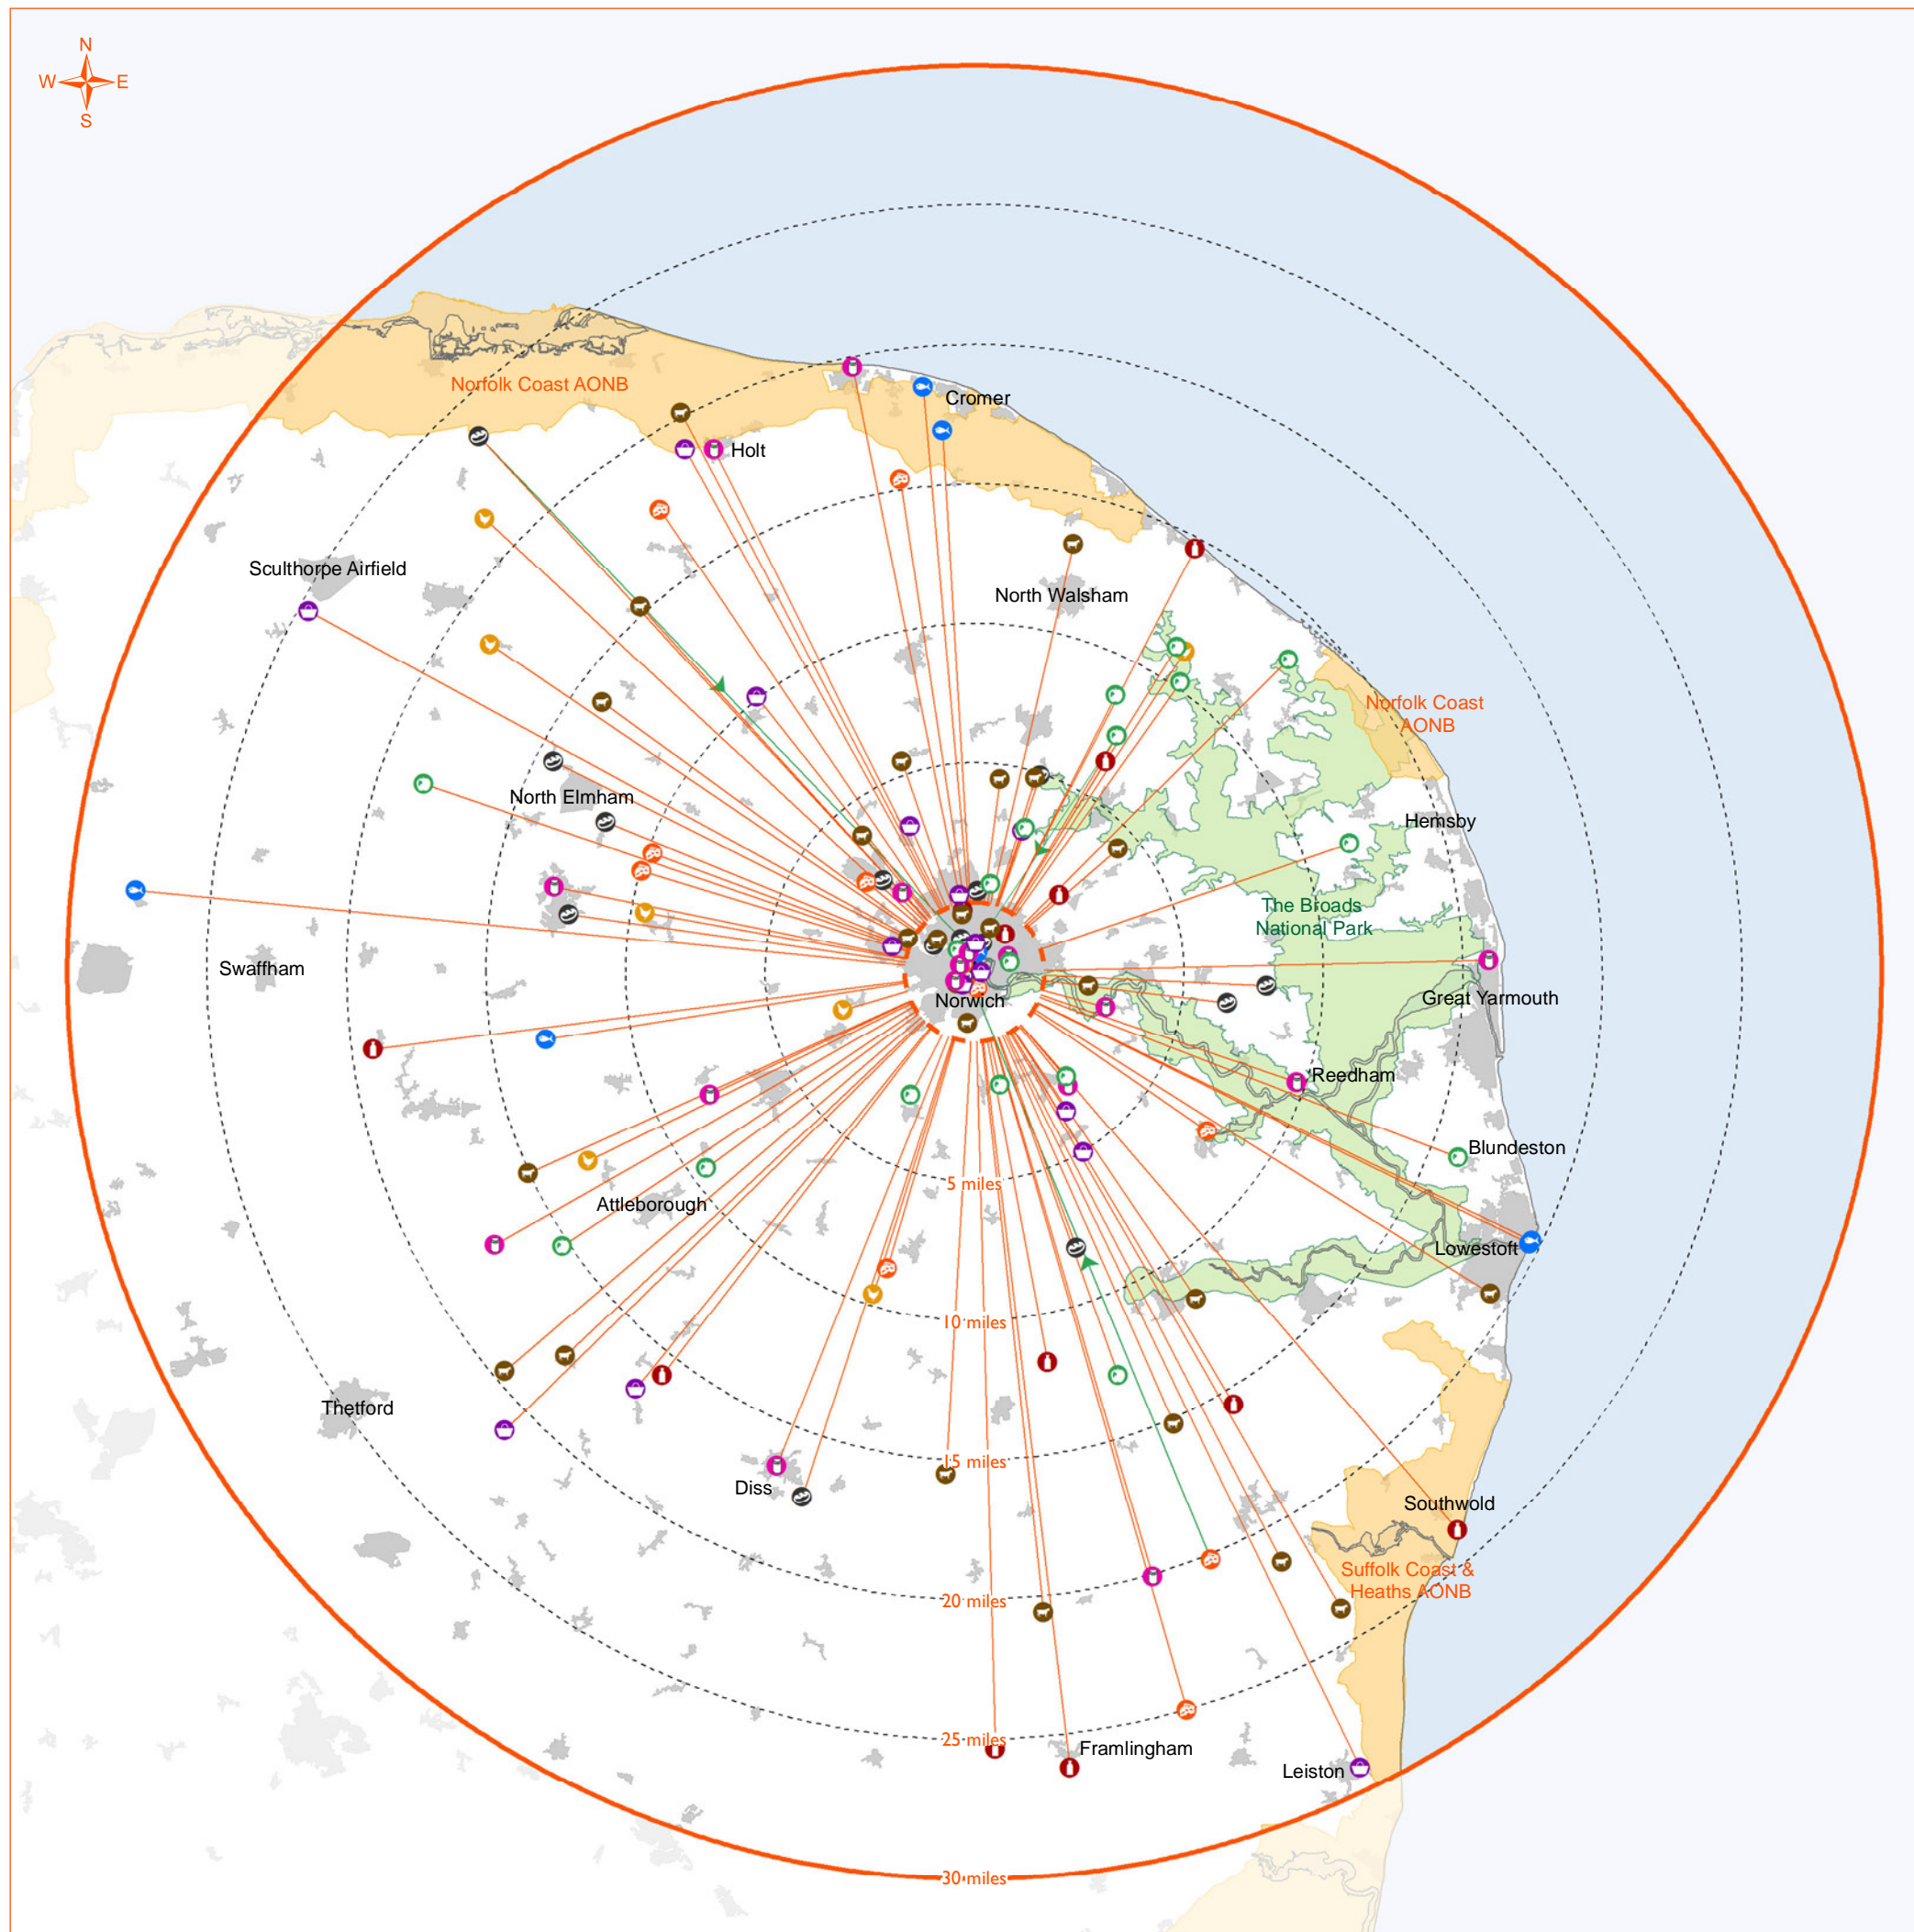 N
W E
S
Cromer
Norfolk Coast AONB
Holt
Sculthorpe Airfield
North Walsham
Norfolk Coast
AONB
North Elmham
Hemsby
The Broads
National Park
Swaffham
Norwich
Great Yarmouth
Reedham
Blundeston
5 miles
Attleborough
Lowestoft
10 miles
Thetford
15 miles
Diss
Southwold
Suffolk Coast &
Heaths AONB
20 miles
25 miles
Framlingham
Leiston
30 miles